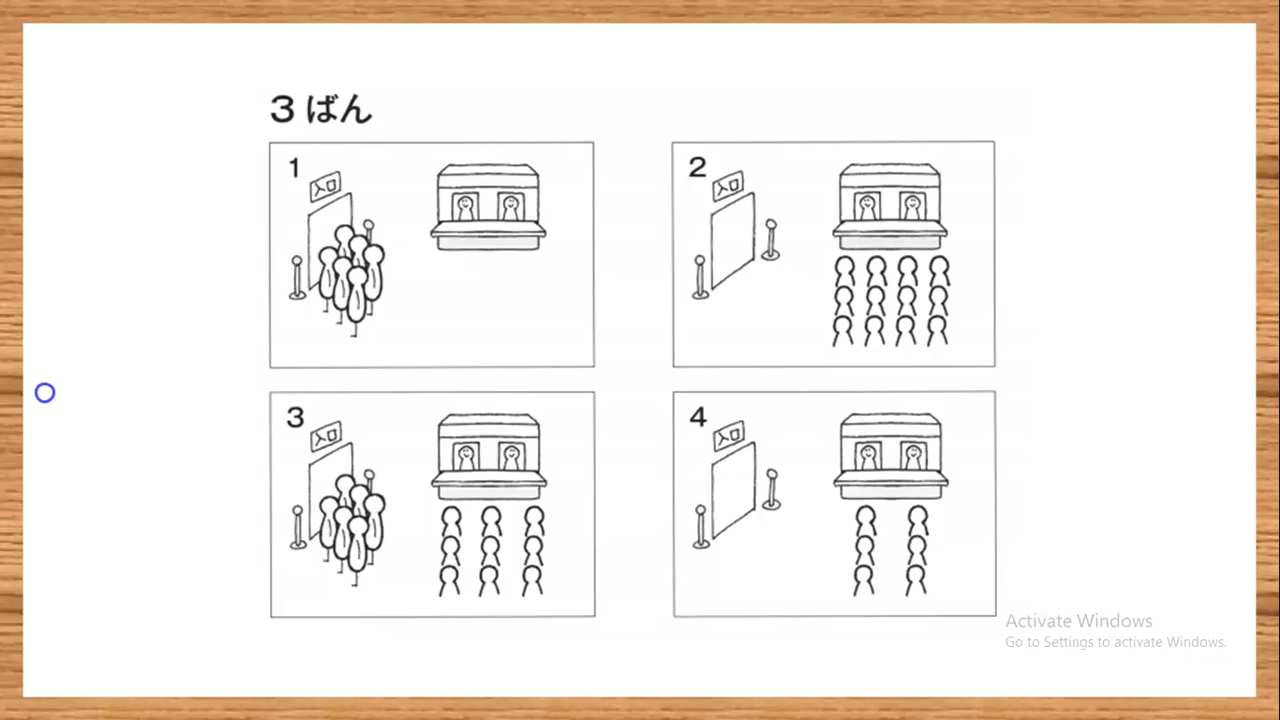 3 ばん
1
入口
2
入口
3
入口
4
入口
Activate Windows
Go to Settings to activate Windows.